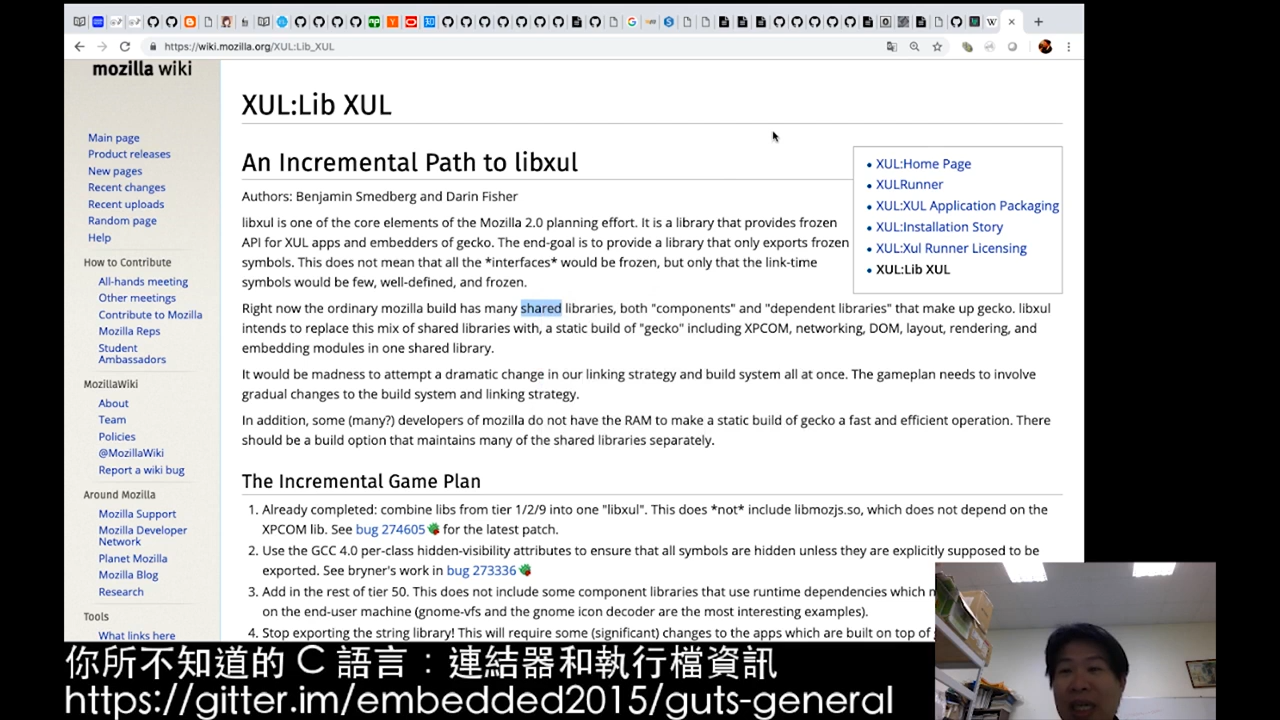 https://wiki.mozilla.org/XUL:Lib_XUL
mozilla wiki
Main page
Product releases
New pages
Recent changes
Recent uploads
Random page
Help
How to Contribute
All-hands meeting
Other meetings
Contribute to Mozilla
Mozilla Reps
Student
Ambassadors
MozillaWiki
About
Team
Policies
@MozillaWiki
Report a wiki bug
Around Mozilla
Mozilla Support
Mozilla Developer
Network
Planet Mozilla
Mozilla Blog
Research
Tools
What links here
XUL:Lib XUL
An Incremental Path to libxul
Authors: Benjamin Smedberg and Darin Fisher
libxul is one of the core elements of the Mozilla 2.0 planning effort. It is a library that provides frozen
API for XUL apps and embedders of gecko. The end-goal is to provide a library that only exports frozen
symbols. This does not mean that all the *interfaces* would be frozen, but only that the link-time
symbols would be few, well-defined, and frozen.
XUL:Home Page
XULRunner
XUL:XUL Application Packaging
XUL:Installation Story
XUL:Xul Runner Licensing
XUL:Lib XUL
Right now the ordinary mozilla build has many shared libraries, both "components" and "dependent libraries" that make up gecko. libxul
intends to replace this mix of shared libraries with, a static build of "gecko" including XPCOM, networking, DOM, layout, rendering, and
embedding modules in one shared library.
It would be madness to attempt a dramatic change in our linking strategy and build system all at once. The gameplan needs to involve
gradual changes to the build system and linking strategy.
In addition, some (many?) developers of mozilla do not have the RAM to make a static build of gecko a fast and efficient operation. There
should be a build option that maintains many of the shared libraries separately.
The Incremental Game Plan
1. Already completed: combine libs from tier 1/2/9 into one "libxul". This does *not* include libmozjs.so, which does not depend on the
XPCOM lib. See bug 274605 for the latest patch.
2. Use the GCC 4.0 per-class hidden-visibility attributes to ensure that all symbols are hidden unless they are explicitly supposed to be
exported. See bryner's work in bug 273336
3. Add in the rest of tier 50. This does not include some component libraries that use runtime dependencies which
on the end-user machine (gnome-vfs and the gnome icon decoder are the most interesting examples).
4. Stop exporting the string library! This will require some (significant) changes to the apps which are built on top of
你所不知道的 C 語言：連結器和執行檔資訊
https://gitter.im/embedded2015/guts-general